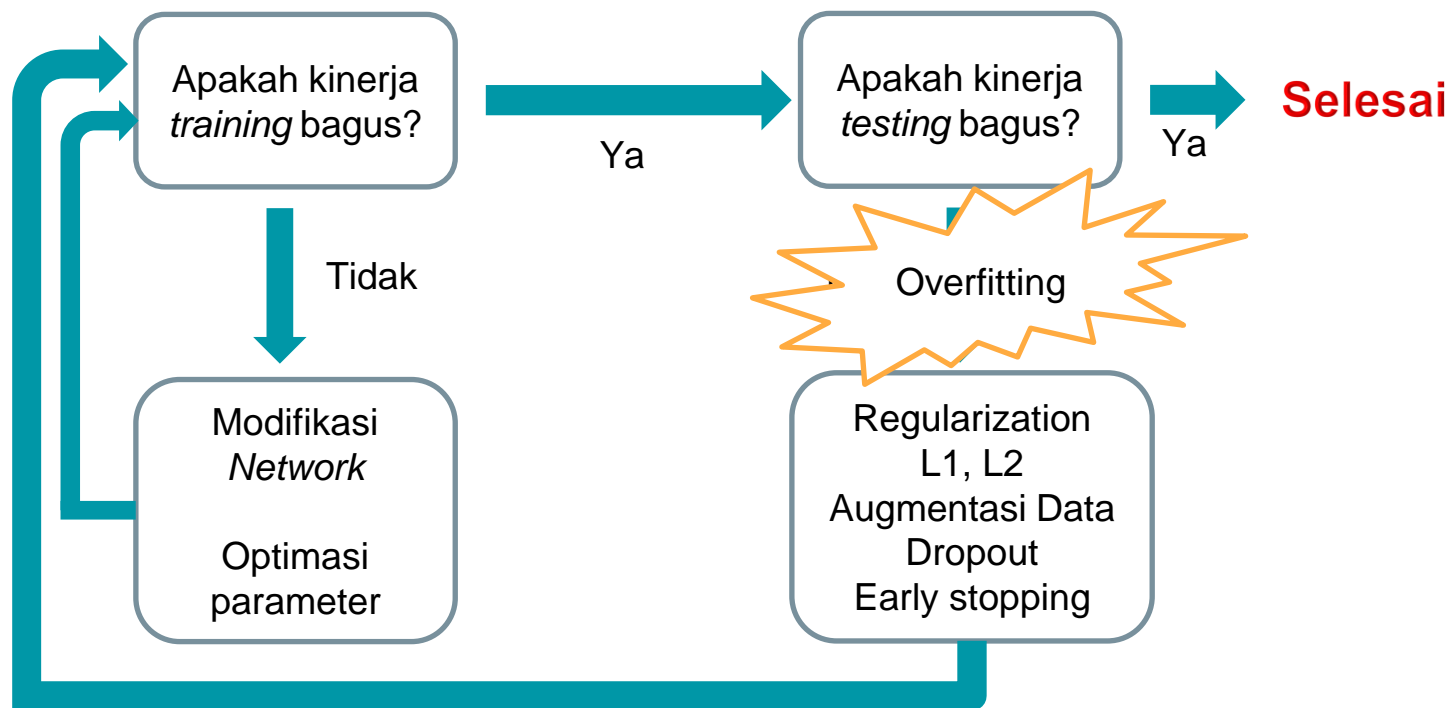 Apakah kinerja
training bagus?
Ya
Apakah kinerja
testing bagus?
Ya
Selesai
Tidak
Overfitting
Modifikasi
Network
Optimasi
parameter
Regularization
L1, L2
Augmentasi Data
Dropout
Early stopping